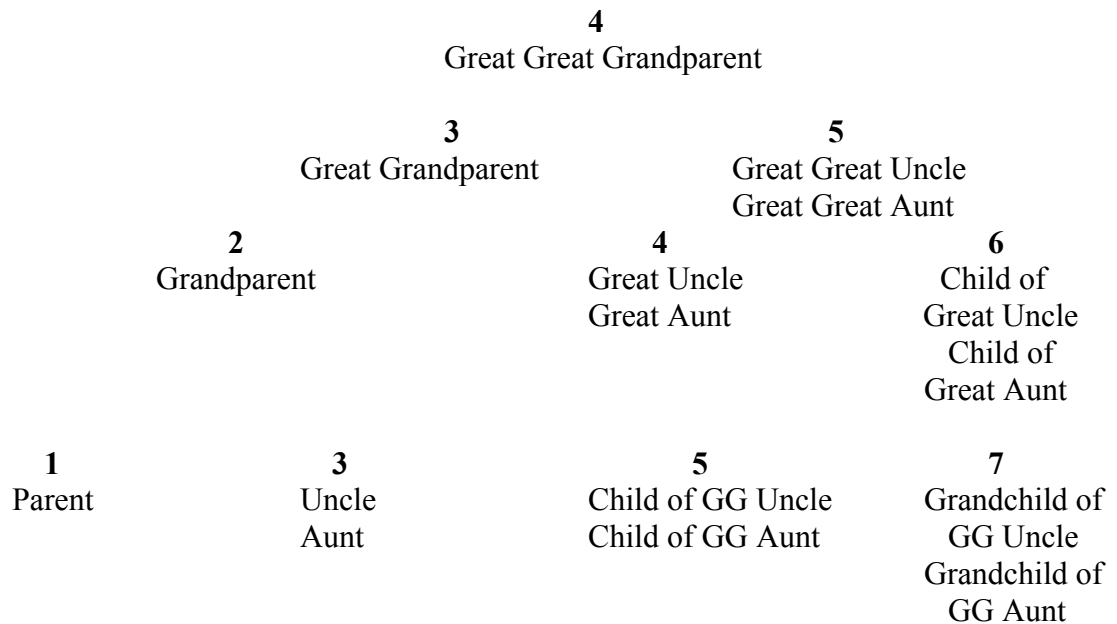 4
Great Great Grandparent
3 5
Great Grandparent Great Great Uncle
Great Great Aunt
2 4 6
Grandparent Great Uncle Child of
Great Aunt Great Uncle
Child of
Great Aunt
1 3 5 7
Parent Uncle Child of GG Uncle Grandchild of
Aunt Child of GG Aunt GG Uncle
Grandchild of
GG Aunt